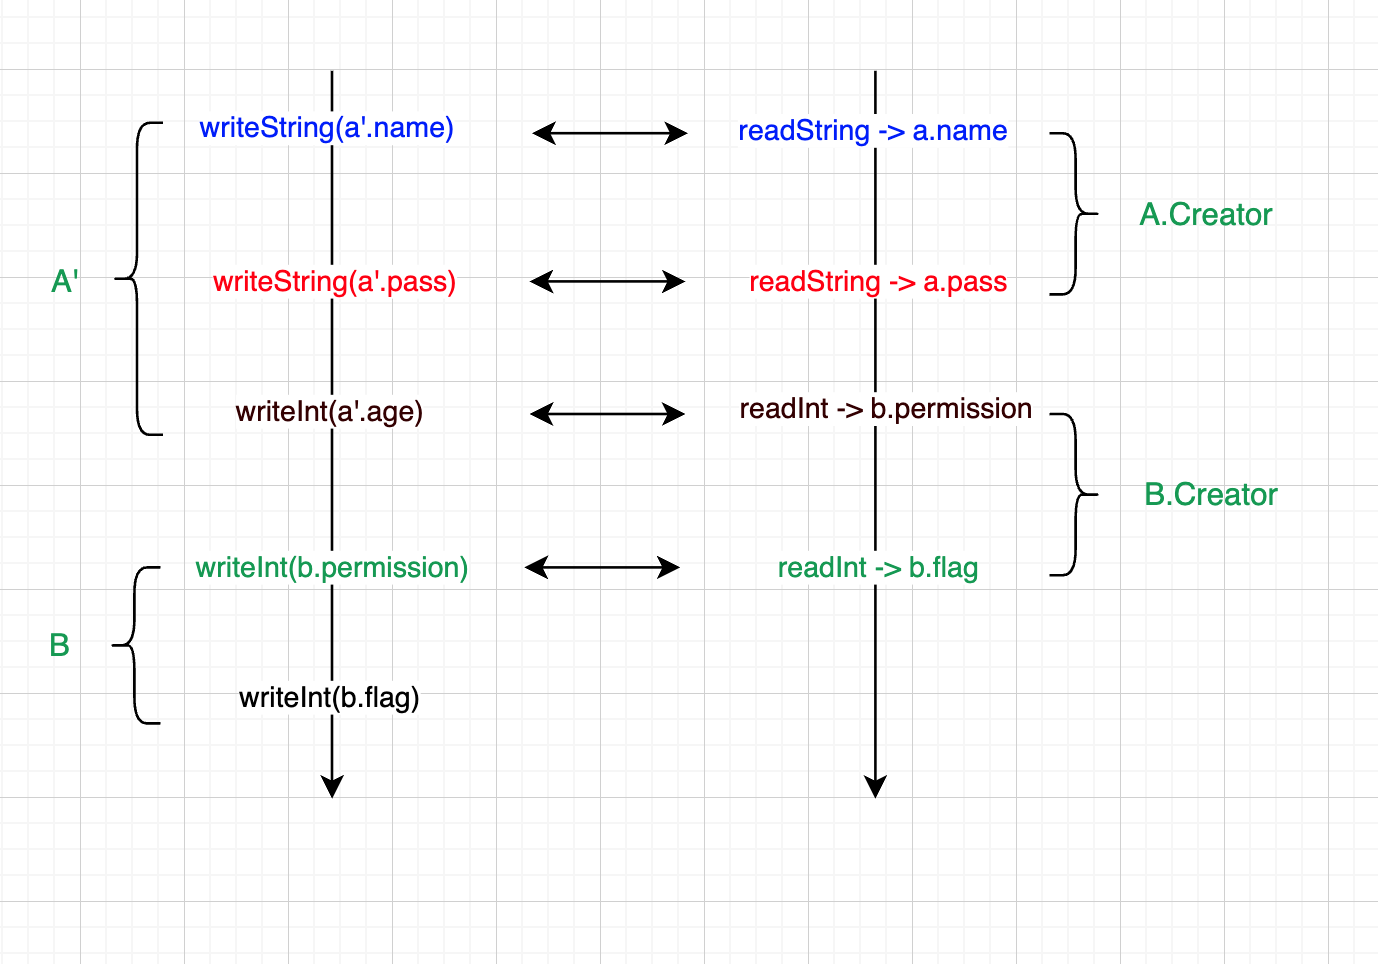 writeString(a'.name)
readString -> a.name
A.Creator
A'
writeString(a'.pass)
readString -> a.pass
writeInt(a'.age)
readInt -> b.permission
B.Creator
writeInt(b.permission)
readInt -> b.flag
B
writeInt(b.flag)